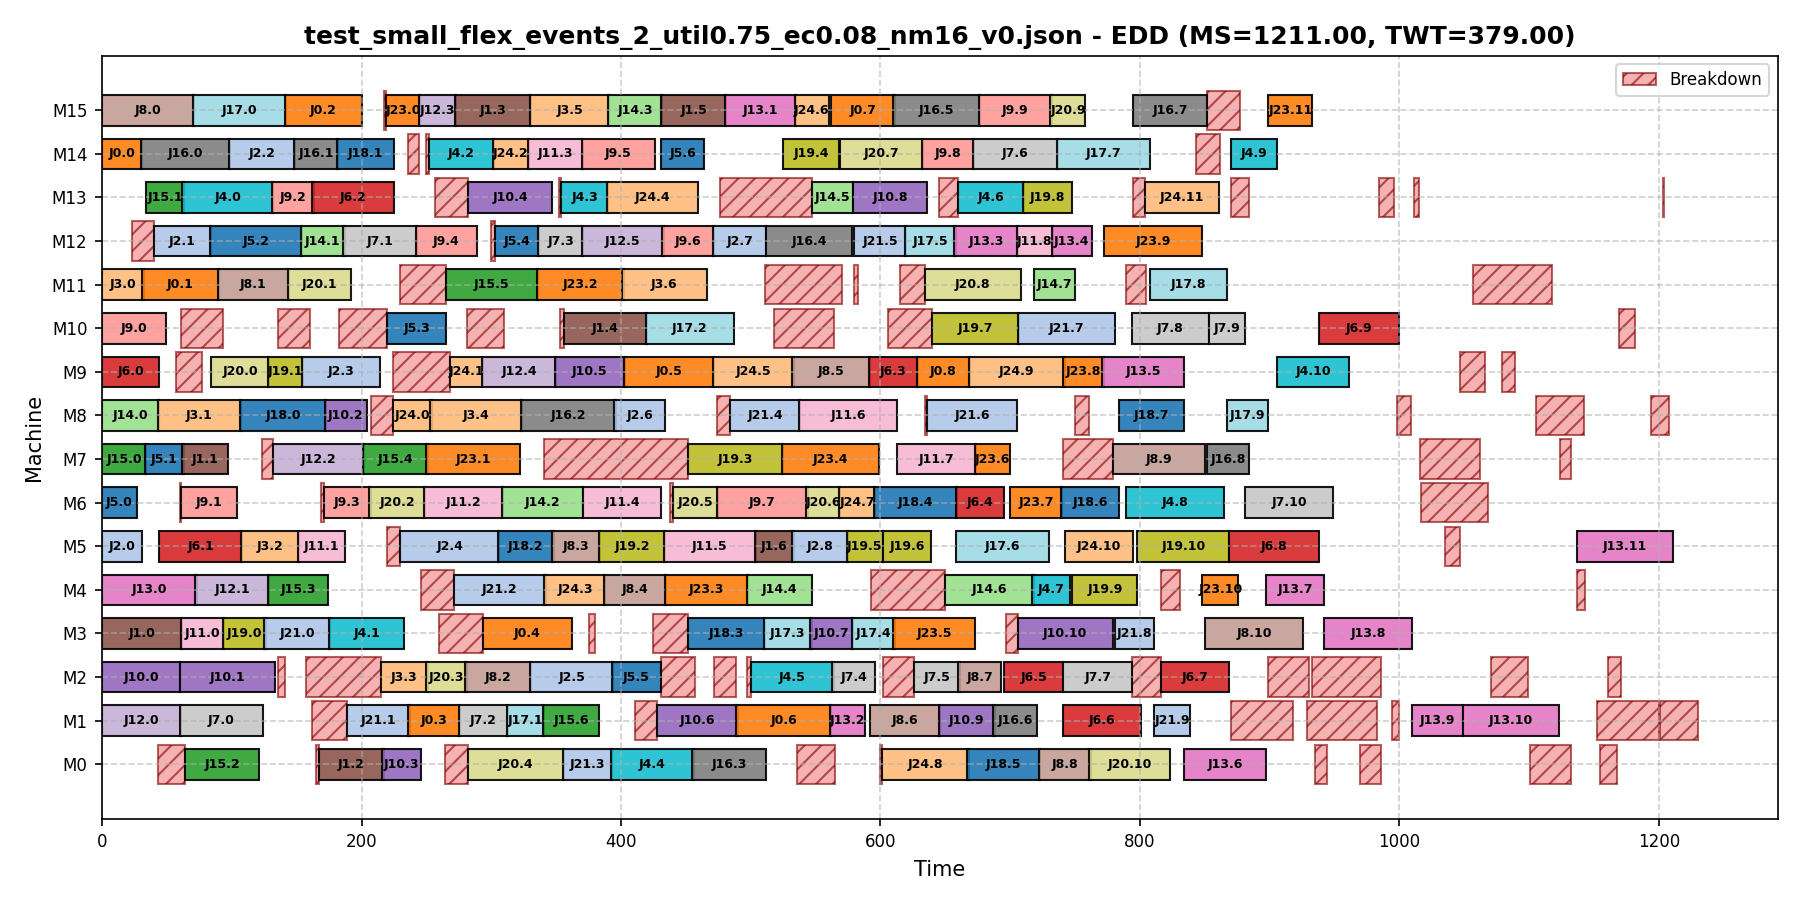 test_small_flex_events_2_util0.75_ec0.08_nm16_v0.json - EDD (MS=1211.00, TWT=379.00)
Breakdown
M15 J8.0 J17.0 J0.2 J23.0 J12.3 J1.3 J3.5 J14.3 J1.5 J13.1 J24.6 J0.7 J16.5 J9.9 J20.9 J16.7 J23.11
M14 J0.0 J16.0 J2.2 J16.1 J18.1 J4.2 J24.2 J11.3 J9.5 J5.6 J19.4 J20.7 J9.8 J7.6 J17.7 J4.9
M13 J15.1 J4.0 J9.2 J6.2 J10.4 J4.3 J24.4 J14.5 J10.8 J4.6 J19.8 J24.11
M12 J2.1 J5.2 J14.1 J7.1 J9.4 J5.4 J7.3 J12.5 J9.6 J2.7 J16.4 J21.5 J17.5 J13.3 J11.8 J13.4 J23.9
M11 J3.0 J0.1 J8.1 J20.1 J15.5 J23.2 J3.6 J20.8 J14.7 J17.8
M10 J9.0 J5.3 J1.4 J17.2 J19.7 J21.7 J7.8 J7.9 J6.9
M9 J6.0 J20.0 J19.1 J2.3 J24.1 J12.4 J10.5 J0.5 J24.5 J8.5 J6.3 J0.8 J24.9 J23.8 J13.5 J4.10
M8 J14.0 J3.1 J18.0 J10.2 J24.0 J3.4 J16.2 J2.6 J21.4 J11.6 J21.6 J18.7 J17.9
M7 J15.0 J5.1 J1.1 J12.2 J15.4 J23.1 J19.3 J23.4 J11.7 J23.6 J8.9 J16.8
M6 J5.0 J9.1 J9.3 J20.2 J11.2 J14.2 J11.4 J20.5 J9.7 J20.6 J24.7 J18.4 J6.4 J23.7 J18.6 J4.8 J7.10
M5 J2.0 J6.1 J3.2 J11.1 J2.4 J18.2 J8.3 J19.2 J11.5 J1.6 J2.8 J19.5 J19.6 J17.6 J24.10 J19.10 J6.8 J13.11
M4 J13.0 J12.1 J15.3 J21.2 J24.3 J8.4 J23.3 J14.4 J14.6 J4.7 J19.9 J23.10 J13.7
M3 J1.0 J11.0 J19.0 J21.0 J4.1 J0.4 J18.3 J17.3 J10.7 J17.4 J23.5 J10.10 J21.8 J8.10 J13.8
M2 J10.0 J10.1 J3.3 J20.3 J8.2 J2.5 J5.5 J4.5 J7.4 J7.5 J8.7 J6.5 J7.7 J6.7
M1 J12.0 J7.0 J21.1 J0.3 J7.2 J17.1 J15.6 J10.6 J0.6 J13.2 J8.6 J10.9 J16.6 J6.6 J21.9 J13.9 J13.10
M0 J15.2 J1.2 J10.3 J20.4 J21.3 J4.4 J16.3 J24.8 J18.5 J8.8 J20.10 J13.6
0 200 400 600 800 1000 1200
Time
Machine